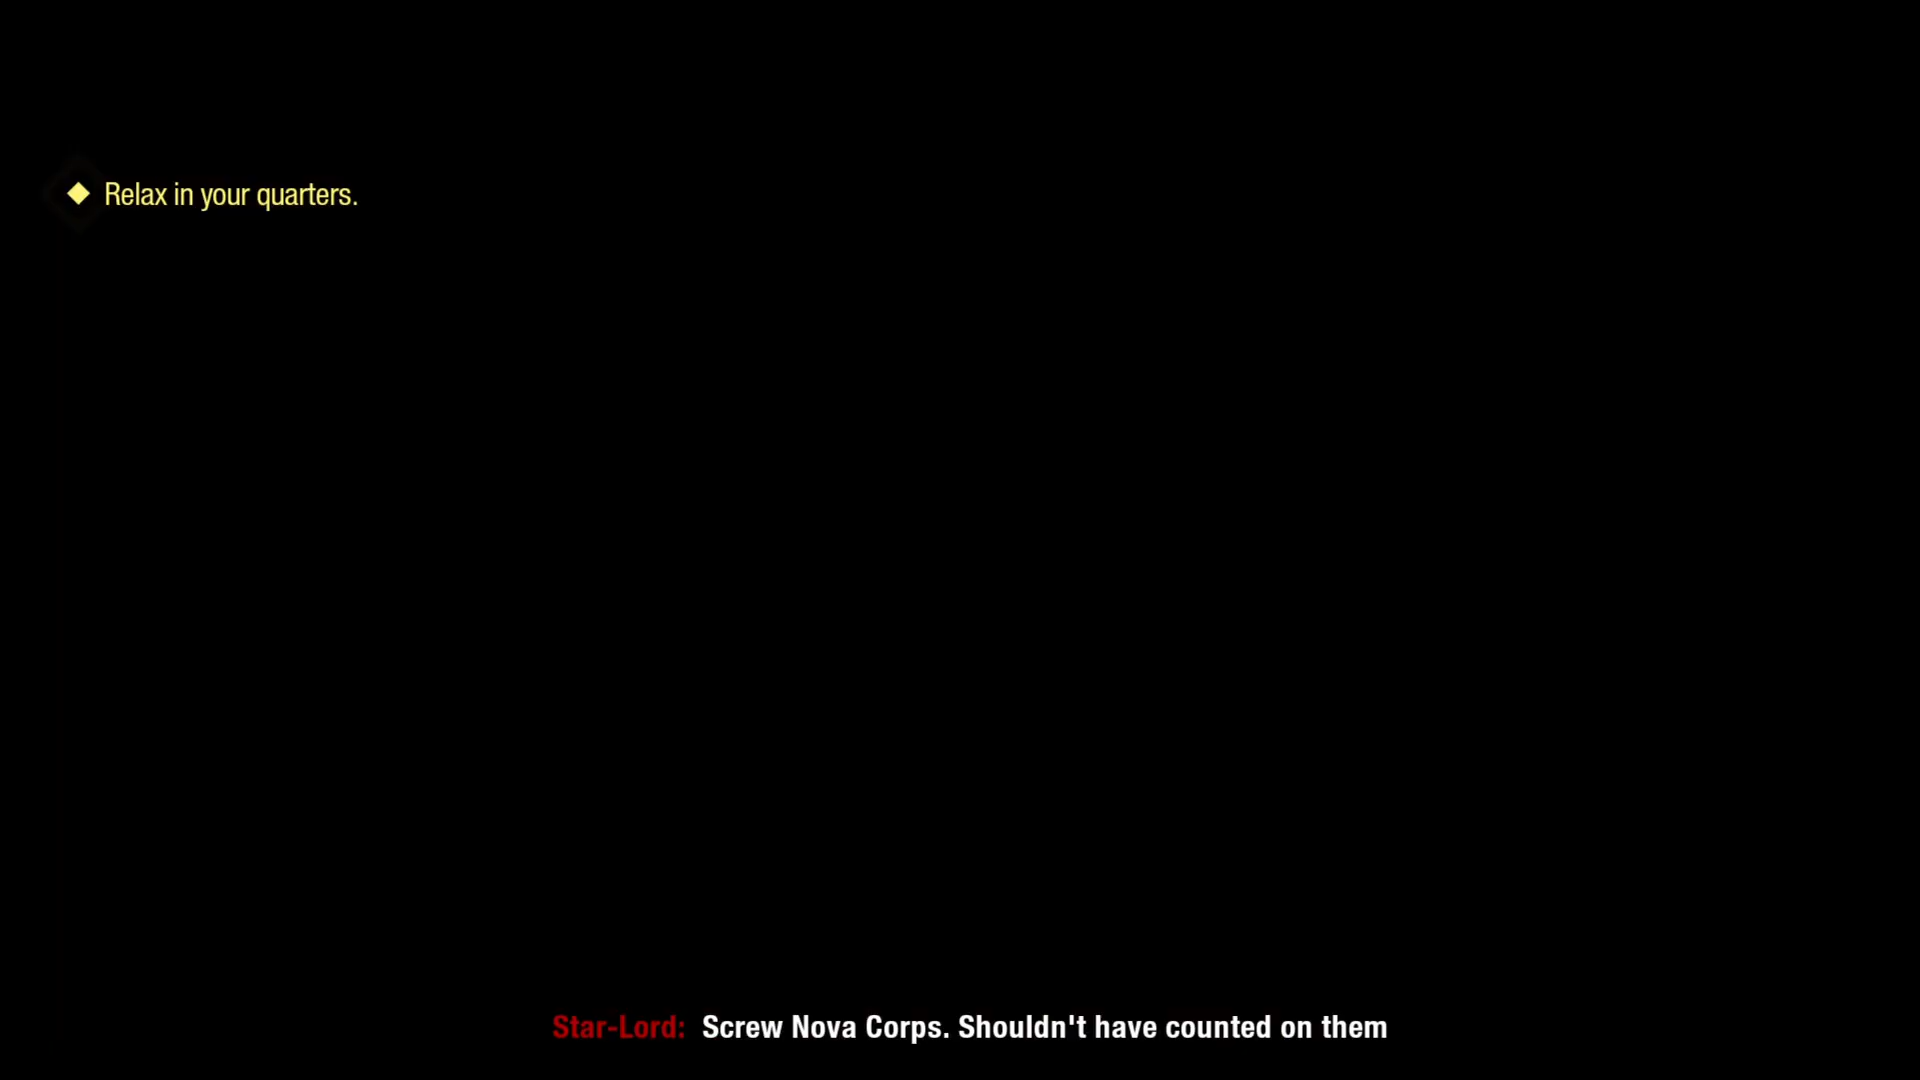 Relax in your quarters.
Star-Lord: Screw Nova Corps. Shouldn't have counted on them